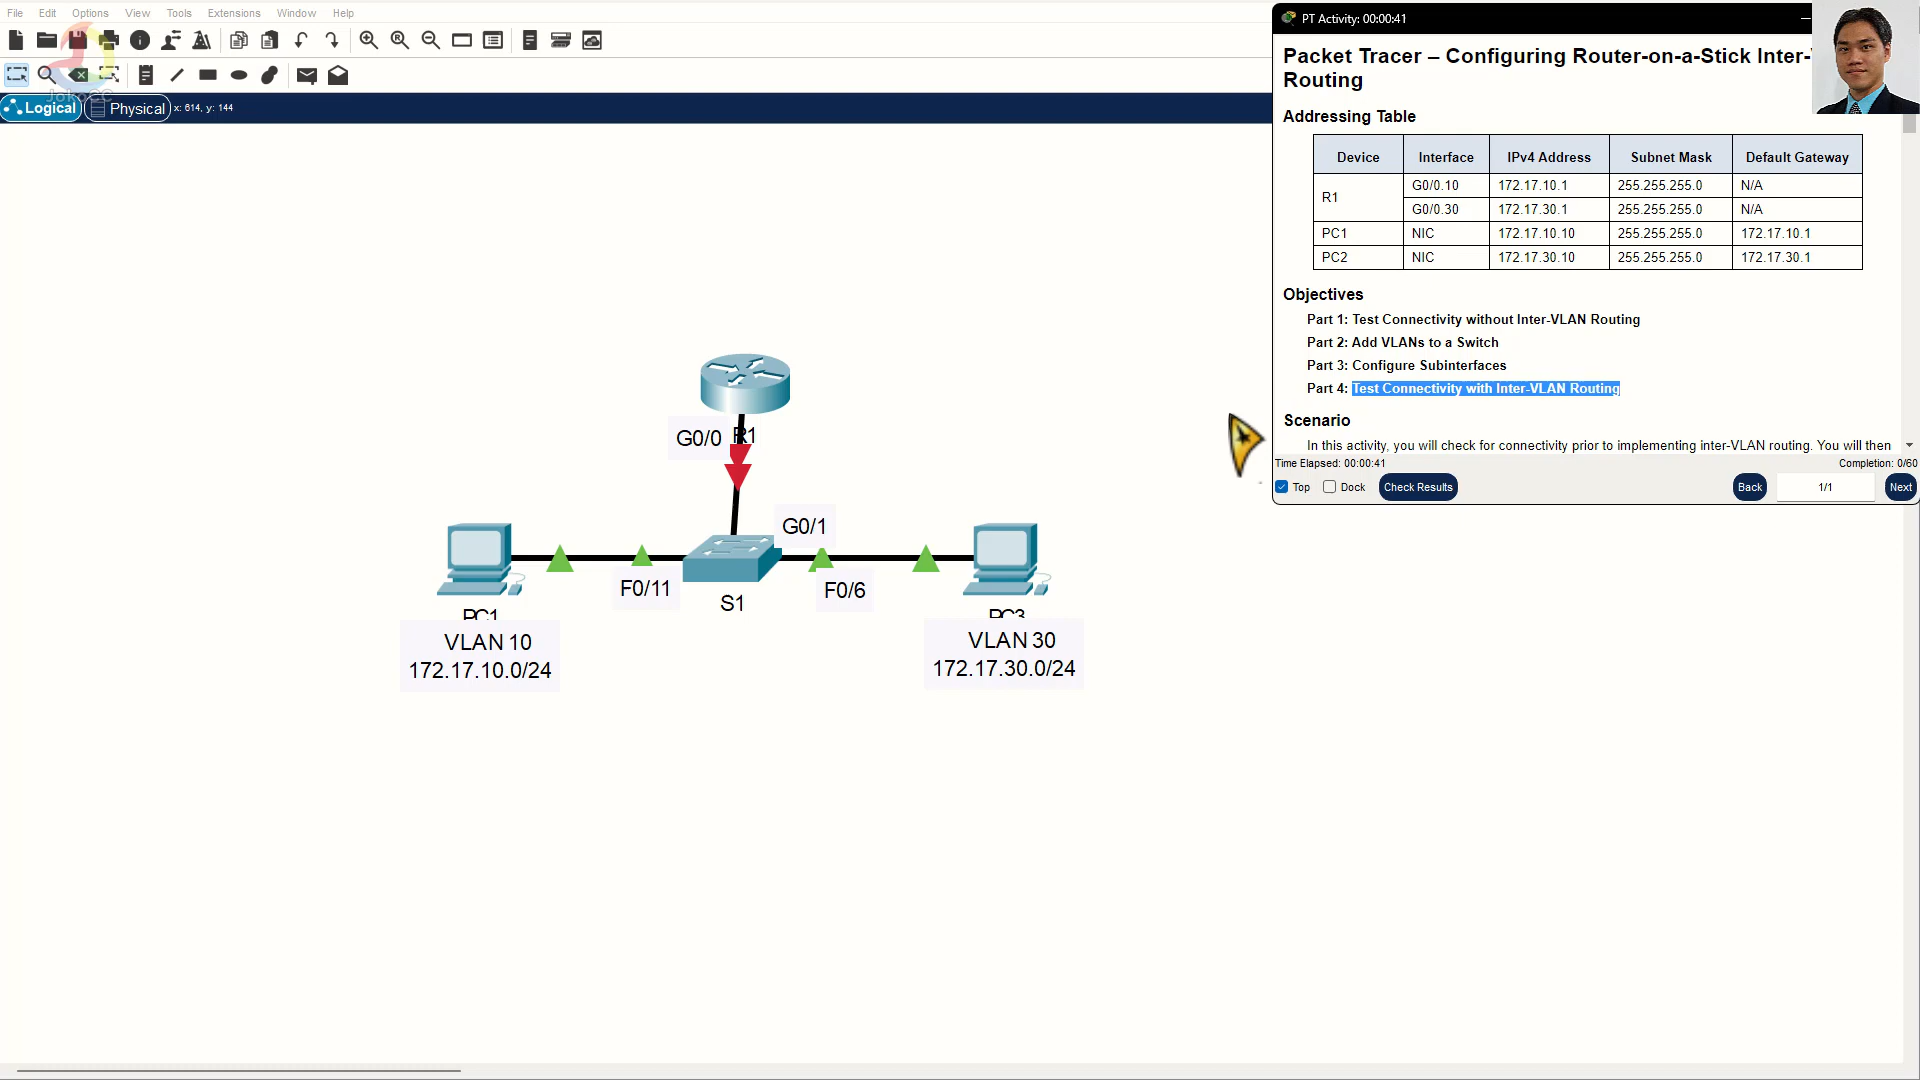 File Edit Options View Tools Extensions Window Help
Logical Physical x: 614, y: 144
G0/0 R1
G0/1
F0/11
F0/6
S1
PC1
PC3
VLAN 10
172.17.10.0/24
VLAN 30
172.17.30.0/24
PT Activity: 00:00:41
Packet Tracer – Configuring Router-on-a-Stick Inter-
Routing
Addressing Table
Device Interface IPv4 Address Subnet Mask Default Gateway
R1 G0/0.10 172.17.10.1 255.255.255.0 N/A
G0/0.30 172.17.30.1 255.255.255.0 N/A
PC1 NIC 172.17.10.10 255.255.255.0 172.17.10.1
PC2 NIC 172.17.30.10 255.255.255.0 172.17.30.1
Objectives
Part 1: Test Connectivity without Inter-VLAN Routing
Part 2: Add VLANs to a Switch
Part 3: Configure Subinterfaces
Part 4: Test Connectivity with Inter-VLAN Routing
Scenario
In this activity, you will check for connectivity prior to implementing inter-VLAN routing. You will then
Time Elapsed: 00:00:41 Completion: 0/60
Top Dock Check Results Back 1/1 Next